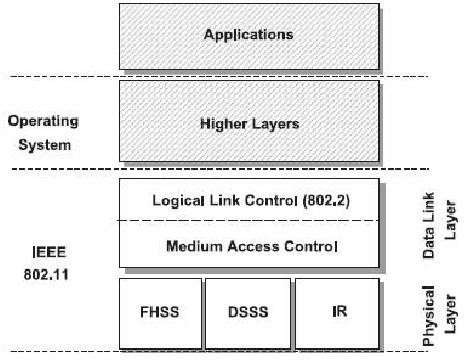 Applications
Operating
System
Higher Layers
Logical Link Control (802.2)
Medium Access Control
IEEE
802.11
Data Link
Layer
FHSS
DSSS
IR
Physical
Layer